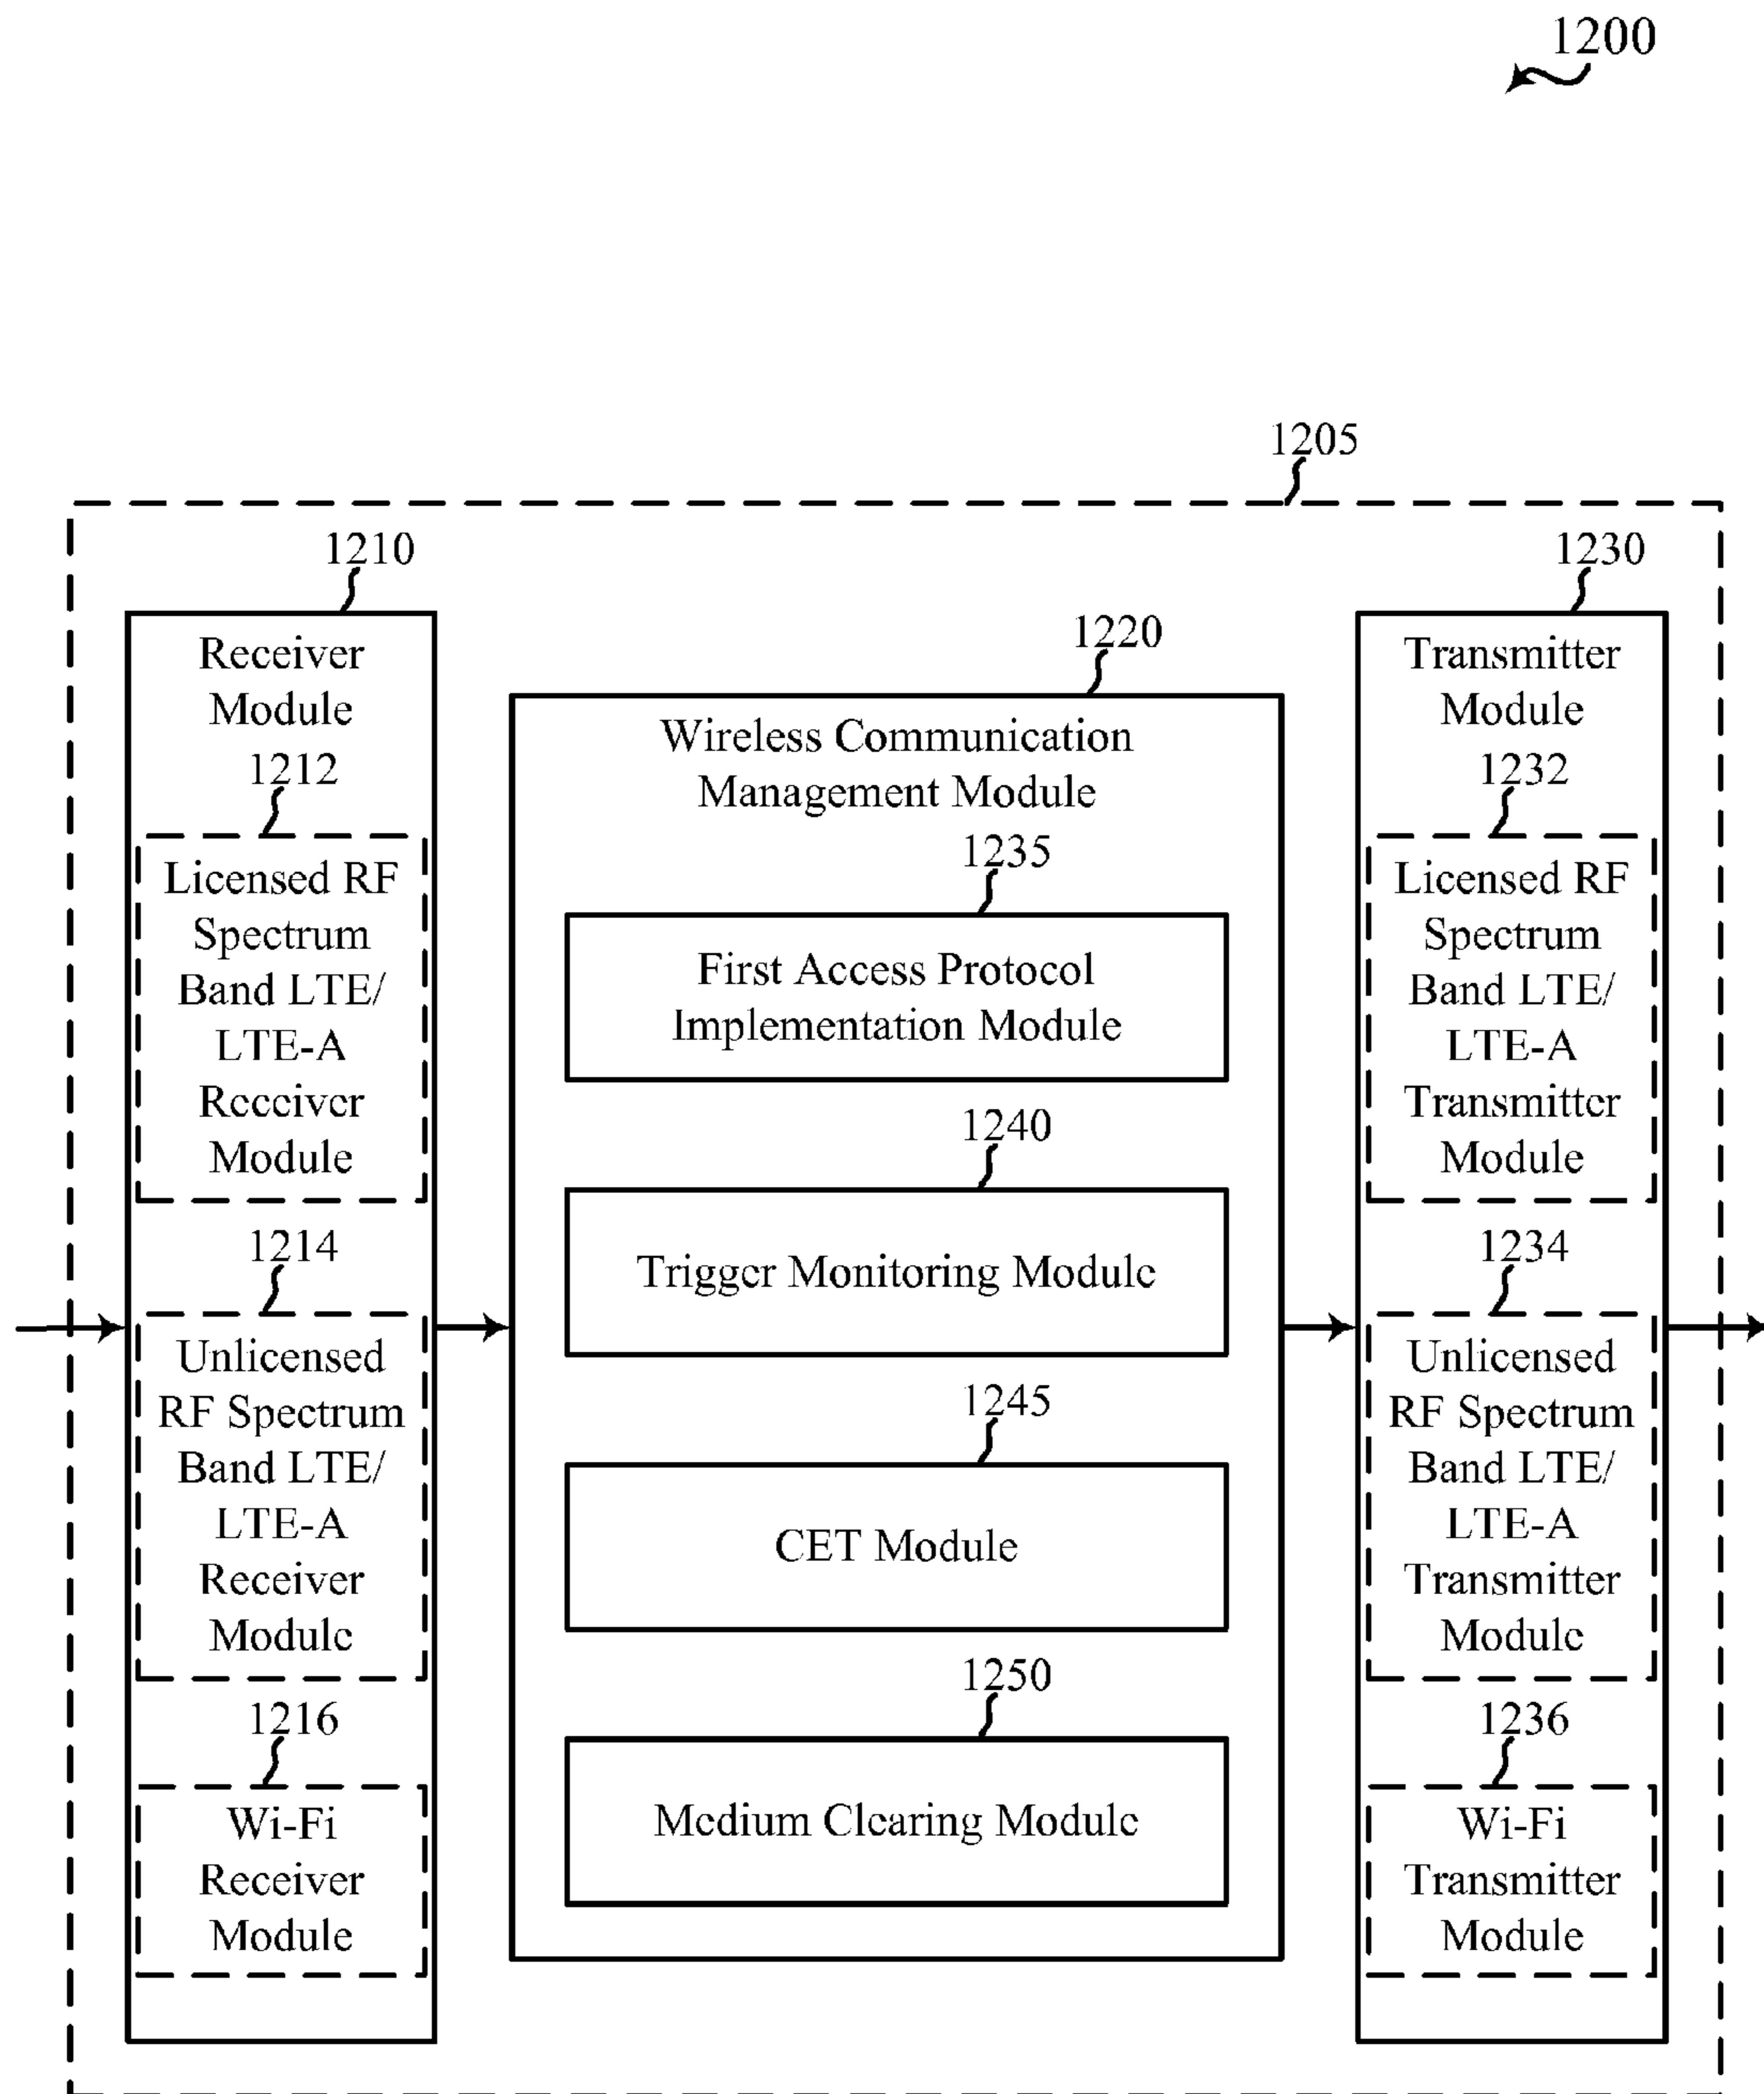 1200
1205
1210
Receiver
Module
1212
Licensed RF
Spectrum
Band LTE/
LTE-A
Receiver
Module
1214
Unlicensed
RF Spectrum
Band LTE/
LTE-A
Receiver
Module
1216
Wi-Fi
Receiver
Module
1220
Wireless Communication
Management Module
1235
First Access Protocol
Implementation Module
1240
Trigger Monitoring Module
1245
CET Module
1250
Medium Clearing Module
1230
Transmitter
Module
1232
Licensed RF
Spectrum
Band LTE/
LTE-A
Transmitter
Module
1234
Unlicensed
RF Spectrum
Band LTE/
LTE-A
Transmitter
Module
1236
Wi-Fi
Transmitter
Module